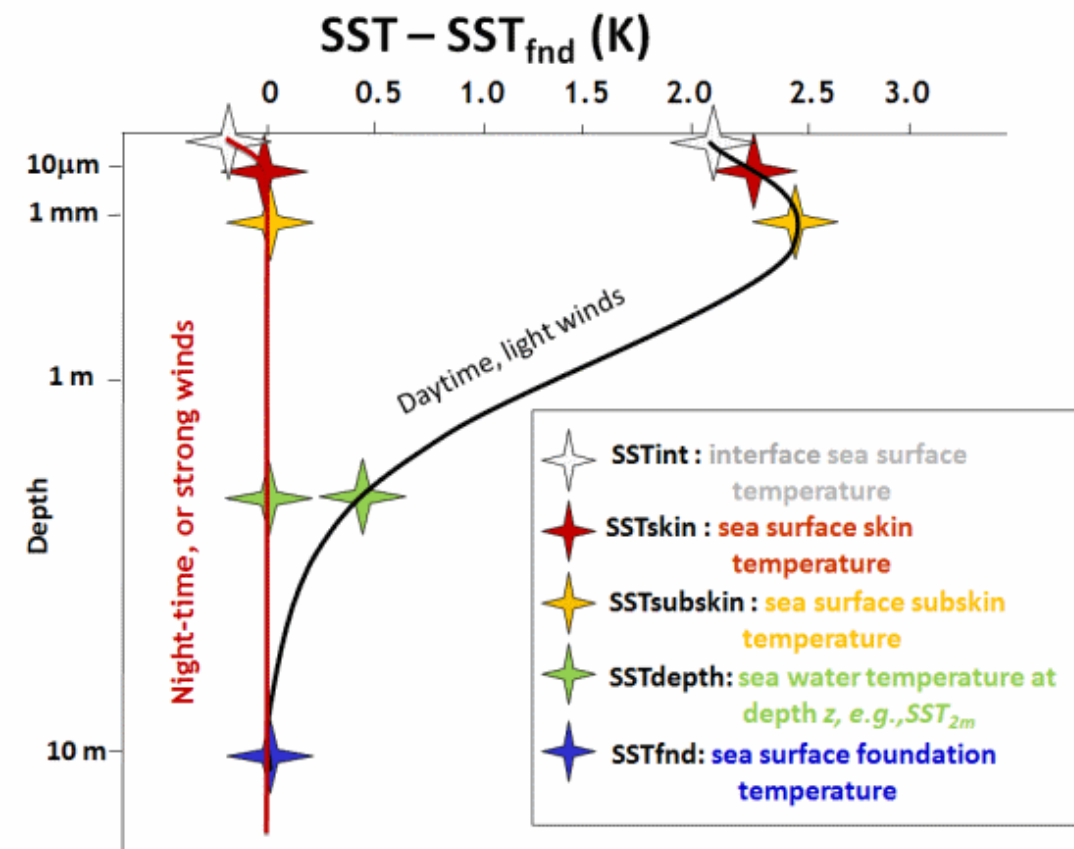 SST – SSTfnd (K)
0 0.5 1.0 1.5 2.0 2.5 3.0
10μm
1 mm
1 m
10 m
Depth
Night-time, or strong winds
Daytime, light winds
SSTint : interface sea surface
temperature
SSTskin : sea surface skin
temperature
SSTsubskin : sea surface subskin
temperature
SSTdepth: sea water temperature at
depth z, e.g.,SST2m
SSTfnd: sea surface foundation
temperature